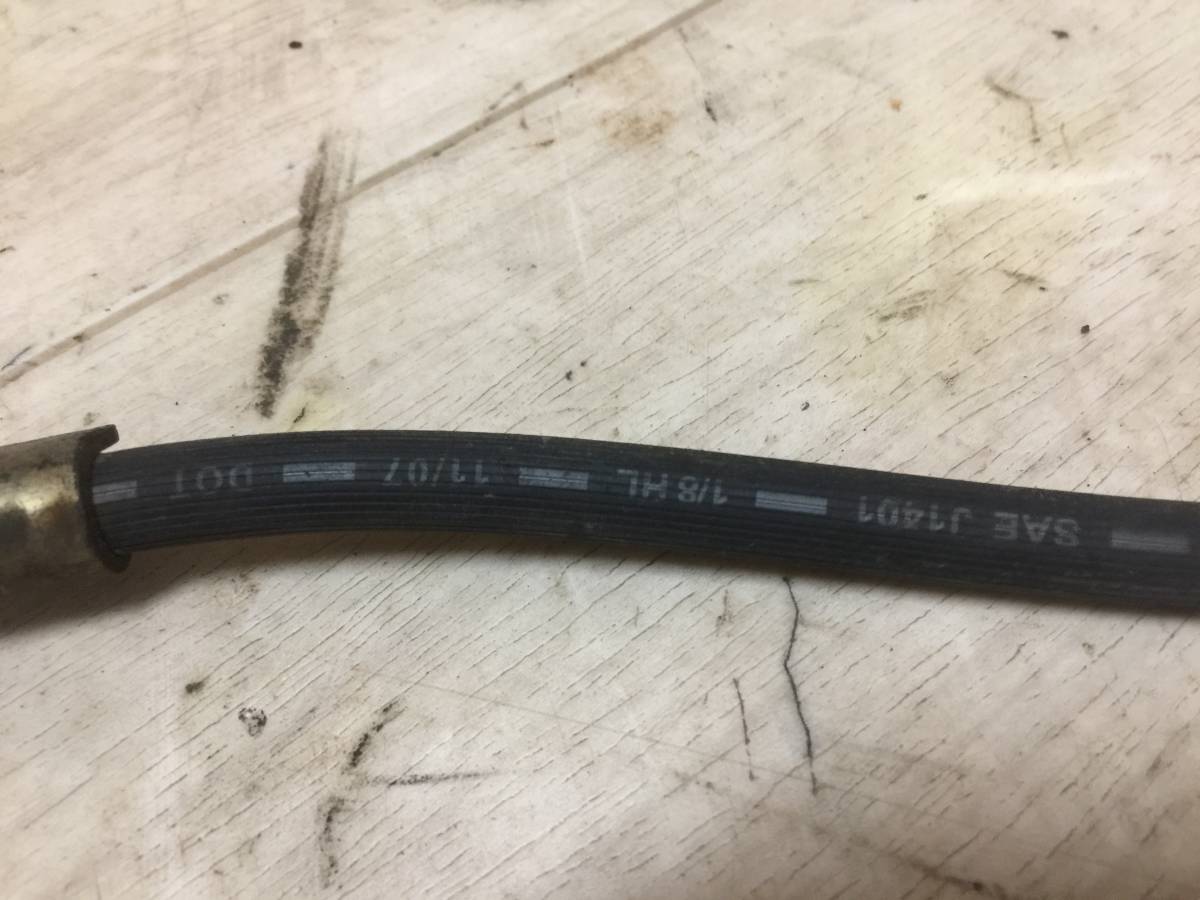 SAE J1401 1/8 HL 11/07 DOT